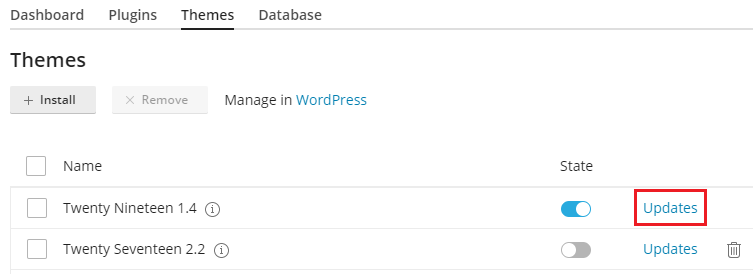 Dashboard Plugins Themes Database
Themes
+ Install × Remove Manage in WordPress
Name State
Twenty Nineteen 1.4 Updates
Twenty Seventeen 2.2 Updates